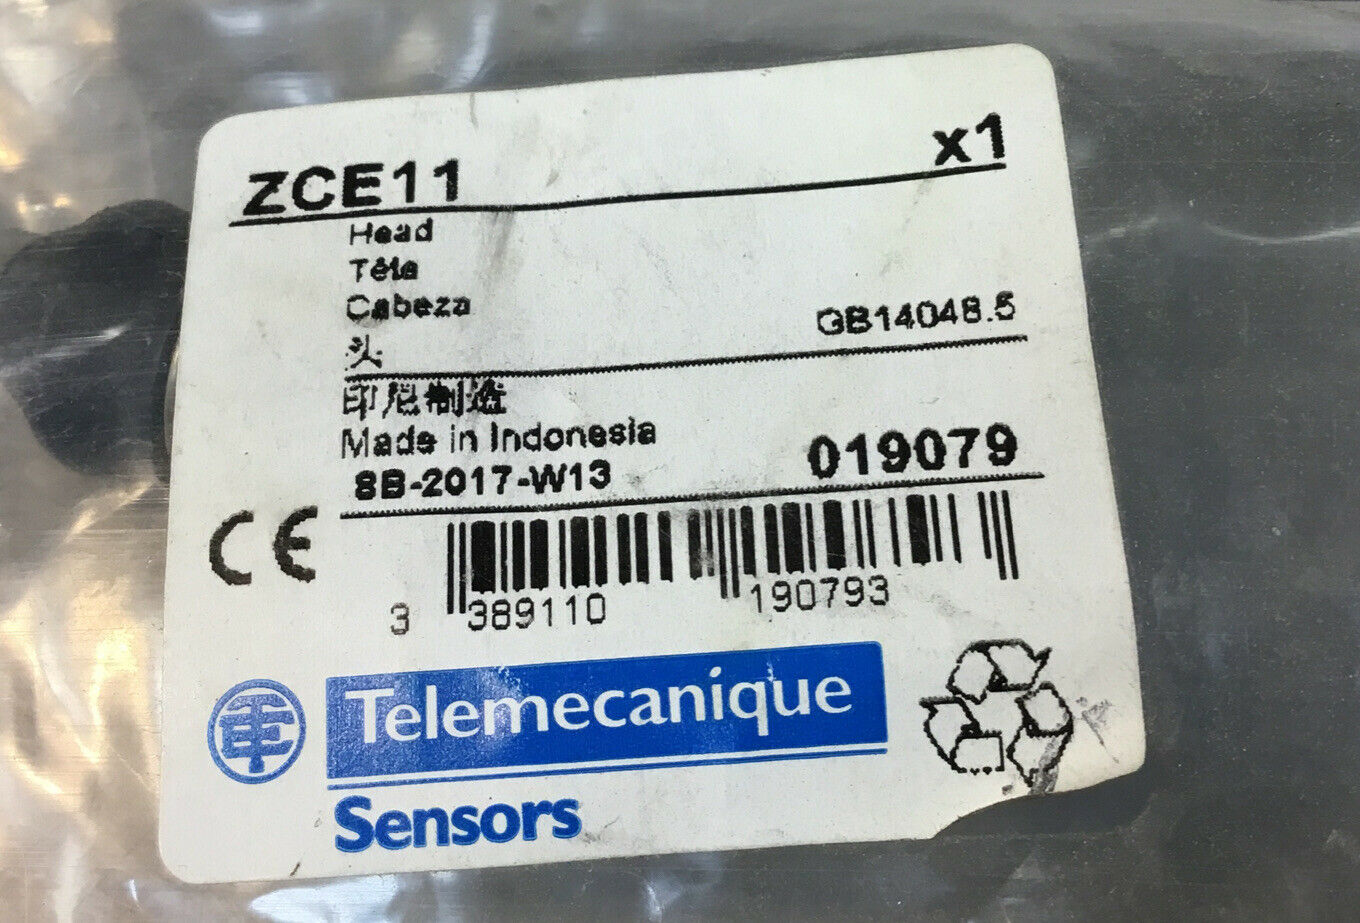 ZCE11 x1
Head
Tête
Cabeza
GB14048.5
头
印尼制造
Made in Indonesia
8B-2017-W13 019079
CE
3 389110 190793
Telemecanique
Sensors